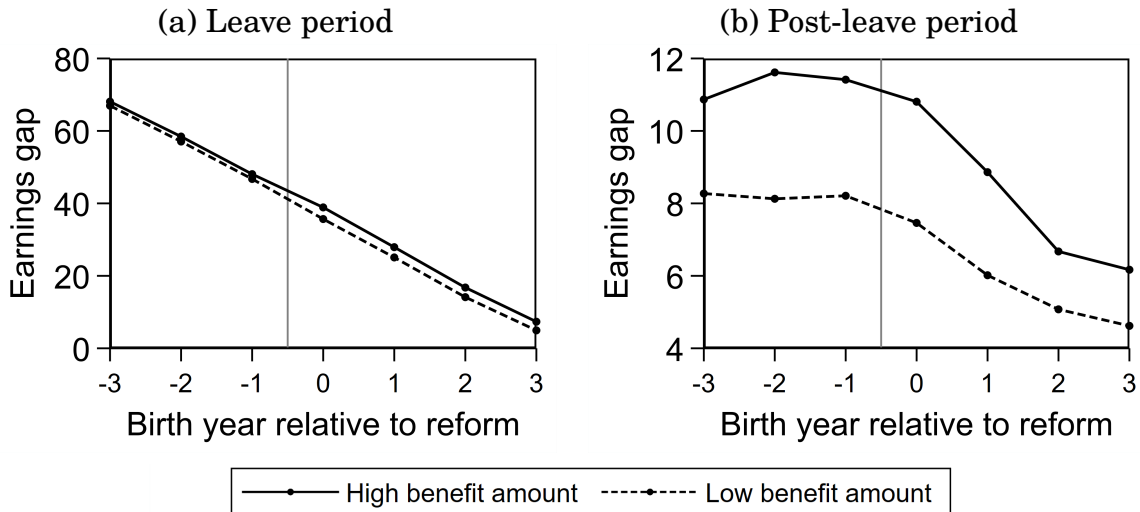 (a) Leave period
80
60
40
20
0
Earnings gap
-3 -2 -1 0 1 2 3
Birth year relative to reform
(b) Post-leave period
12
10
8
6
4
Earnings gap
-3 -2 -1 0 1 2 3
Birth year relative to reform
High benefit amount
Low benefit amount